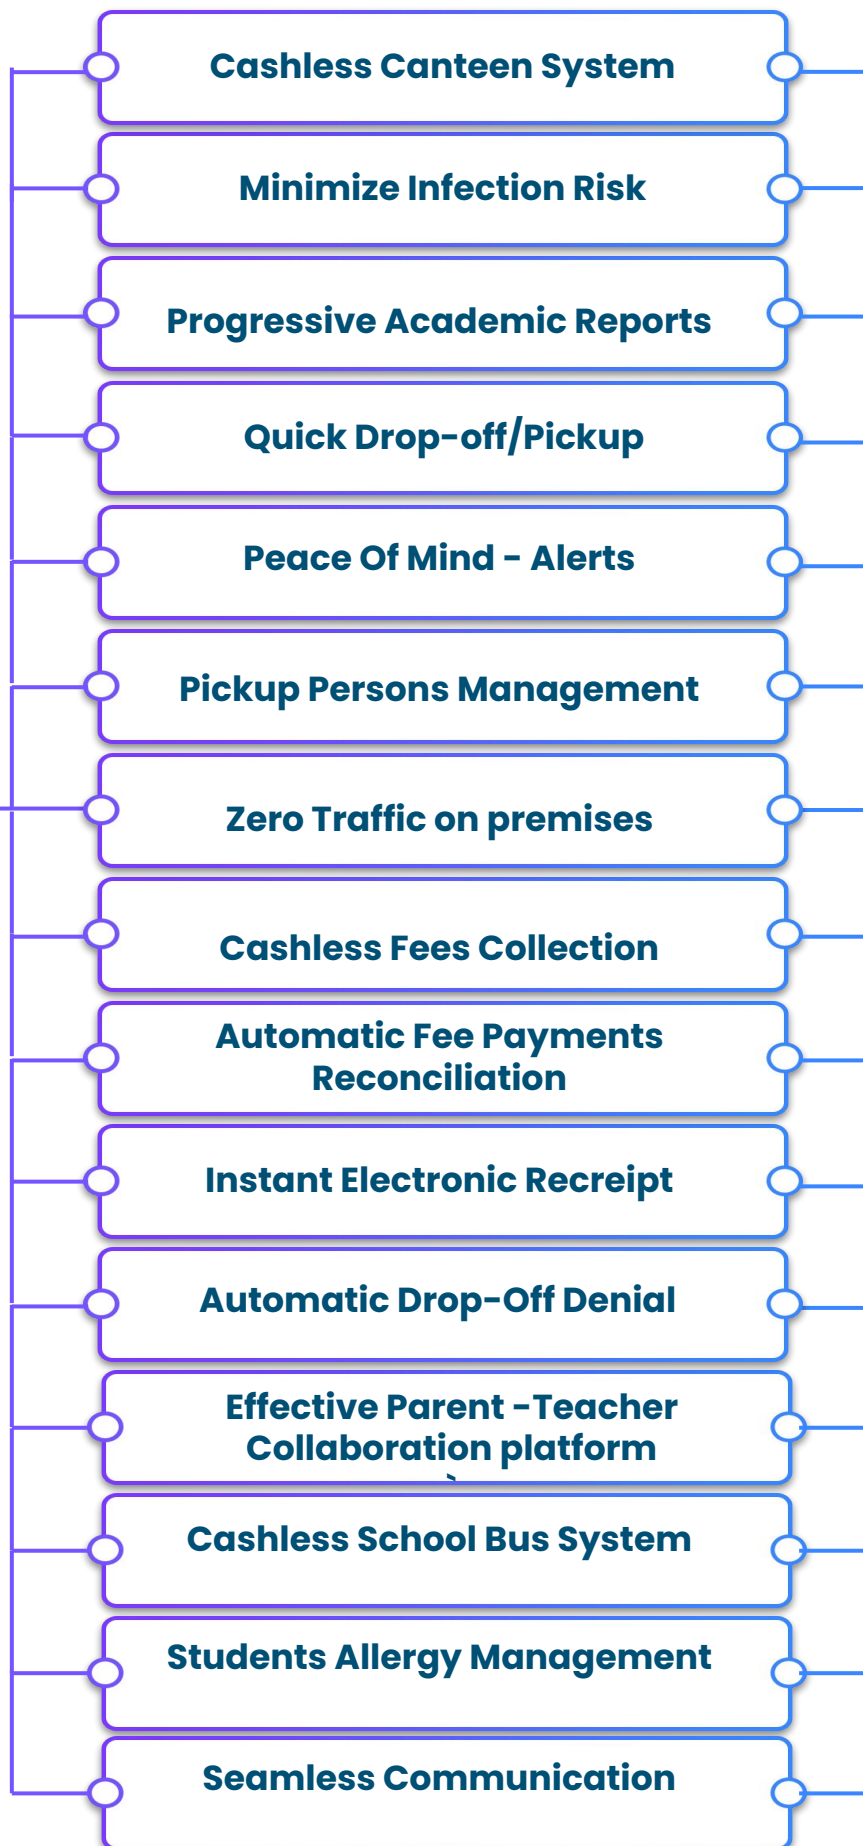 Cashless Canteen System
Minimize Infection Risk
Progressive Academic Reports
Quick Drop-off/Pickup
Peace Of Mind - Alerts
Pickup Persons Management
Zero Traffic on premises
Cashless Fees Collection
Automatic Fee Payments
Reconciliation
Instant Electronic Recreipt
Automatic Drop-Off Denial
Effective Parent -Teacher
Collaboration platform
`
Cashless School Bus System
Students Allergy Management
Seamless Communication